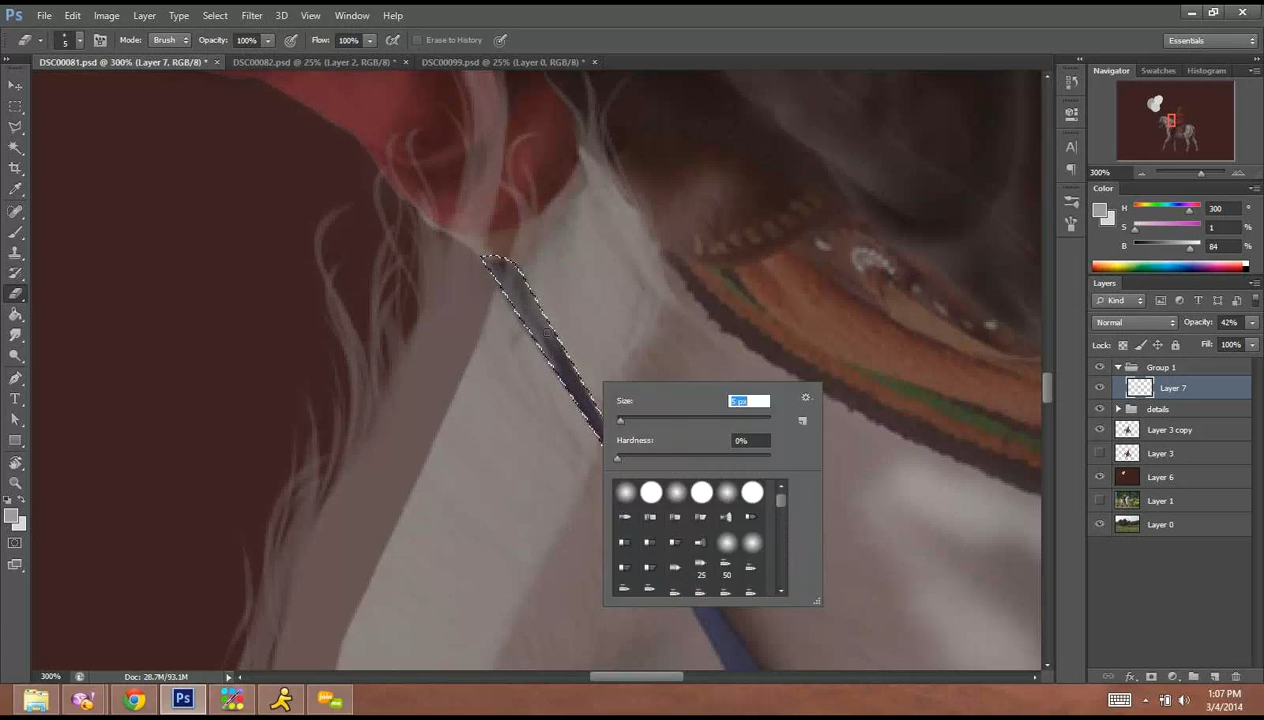 Ps File Edit Image Layer Type Select Filter 3D View Window Help
5 Mode: Brush Opacity: 100% Flow: 100% Erase to History Essentials
DSC00081.psd @ 300% (Layer 7, RGB/8) * × DSC00082.psd @ 25% (Layer 2, RGB/8) * × DSC00099.psd @ 25% (Layer 0, RGB/8) * ×
Navigator Swatches Histogram
300%
Color
H 300 °
S 1 %
B 84 %
Layers
Kind
Normal Opacity: 42%
Lock: Fill: 100%
Group 1
Layer 7
details
Layer 3 copy
Layer 3
Layer 6
Layer 1
Layer 0
Size: 5 px
Hardness: 0%
25 50
300% Doc: 28.7M/93.1M
Ps
1:07 PM
3/4/2014